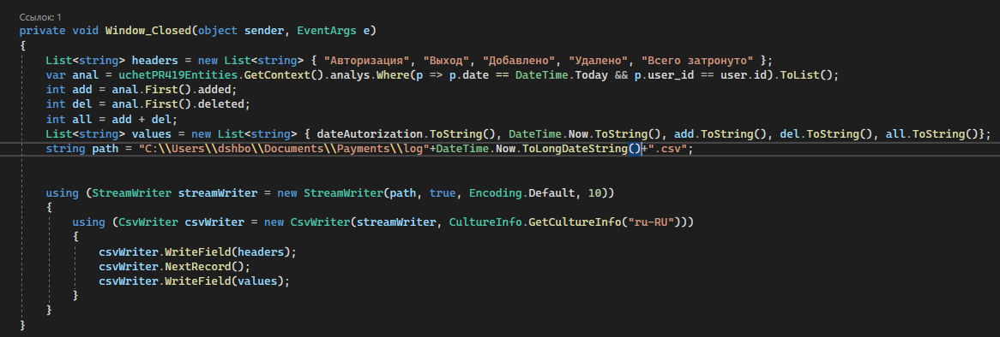 Ссылок: 1
private void Window_Closed(object sender, EventArgs e)
{
List<string> headers = new List<string> { "Авторизация", "Выход", "Добавлено", "Удалено", "Всего затронуто" };
var anal = uchetPR419Entities.GetContext().analys.Where(p => p.date == DateTime.Today && p.user_id == user.id).ToList();
int add = anal.First().added;
int del = anal.First().deleted;
int all = add + del;
List<string> values = new List<string> { dateAutorization.ToString(), DateTime.Now.ToString(), add.ToString(), del.ToString(), all.ToString()};
string path = "C:\\Users\\dshbo\\Documents\\Payments\\log"+DateTime.Now.ToLongDateString()+".csv";
using (StreamWriter streamWriter = new StreamWriter(path, true, Encoding.Default, 10))
{
using (CsvWriter csvWriter = new CsvWriter(streamWriter, CultureInfo.GetCultureInfo("ru-RU")))
{
csvWriter.WriteField(headers);
csvWriter.NextRecord();
csvWriter.WriteField(values);
}
}
}